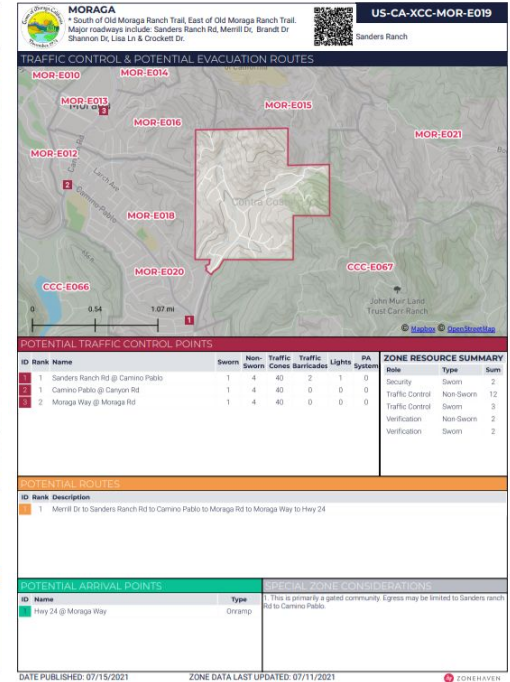 MORAGA
* South of Old Moraga Ranch Trail, East of Old Moraga Ranch Trail.
Major roadways include: Sanders Ranch Rd, Merrill Dr, Brandt Dr
Shannon Dr, Lisa Ln & Crockett Dr.
US-CA-XCC-MOR-E019
Sanders Ranch
TRAFFIC CONTROL & POTENTIAL EVACUATION ROUTES
MOR-E010
MOR-E014
MOR-E013
3
MOR-E015
MOR-E016
MOR-E021
MOR-E012
Larch Ave
2
Camino Pablo
Contra Co
MOR-E018
MOR-E020
CCC-E067
CCC-E066
John Muir Land
Trust Carr Ranch
0 0.54 1.07 mi
1
© Mapbox © OpenStreetMap
POTENTIAL TRAFFIC CONTROL POINTS
ID Rank Name Sworn Non-Sworn Traffic Cones Traffic Barricades Lights PA System
1 1 Sanders Ranch Rd @ Camino Pablo 1 4 40 2 1 0
2 1 Camino Pablo @ Canyon Rd 1 4 40 0 0 0
3 2 Moraga Way @ Moraga Rd 1 4 40 0 0 0
ZONE RESOURCE SUMMARY
Role Type Sum
Security Sworn 2
Traffic Control Non-Sworn 12
Traffic Control Sworn 3
Verification Non-Sworn 2
Verification Sworn 2
POTENTIAL ROUTES
ID Rank Description
1 1 Merrill Dr to Sanders Ranch Rd to Camino Pablo to Moraga Rd to Moraga Way to Hwy 24
POTENTIAL ARRIVAL POINTS
ID Name Type
1 Hwy 24 @ Moraga Way Onramp
SPECIAL ZONE CONSIDERATIONS
1. This is primarily a gated community. Egress may be limited to Sanders ranch
Rd to Camino Pablo.
DATE PUBLISHED: 07/15/2021
ZONE DATA LAST UPDATED: 07/11/2021
ZONEHAVEN